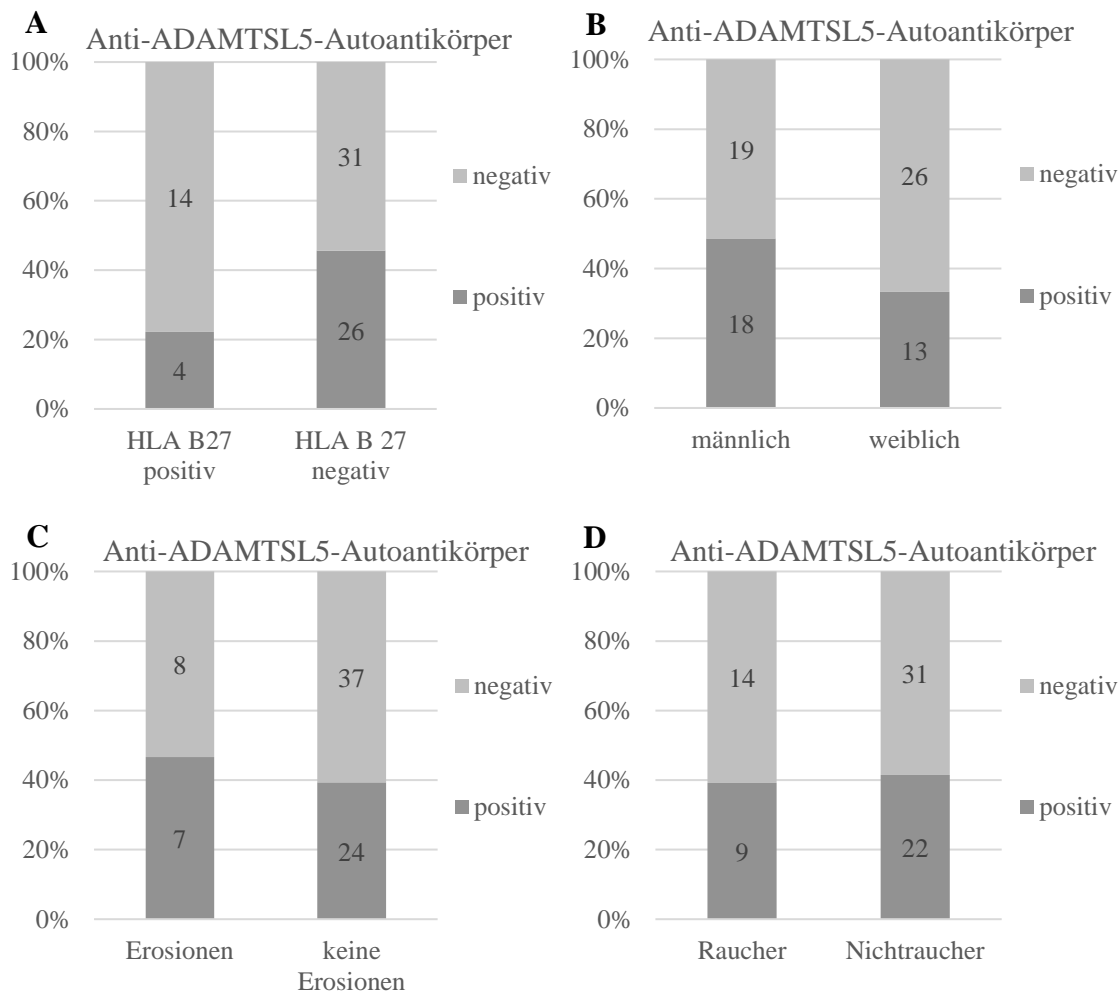 A
Anti-ADAMTSL5-Autoantikörper
100%
80%
60%
40%
20%
0%
14
4
31
26
HLA B27
positiv
HLA B 27
negativ
negativ
positiv
B
Anti-ADAMTSL5-Autoantikörper
100%
80%
60%
40%
20%
0%
19
18
26
13
männlich
weiblich
negativ
positiv
C
Anti-ADAMTSL5-Autoantikörper
100%
80%
60%
40%
20%
0%
8
7
37
24
Erosionen
keine
Erosionen
negativ
positiv
D
Anti-ADAMTSL5-Autoantikörper
100%
80%
60%
40%
20%
0%
14
9
31
22
Raucher
Nichtraucher
negativ
positiv